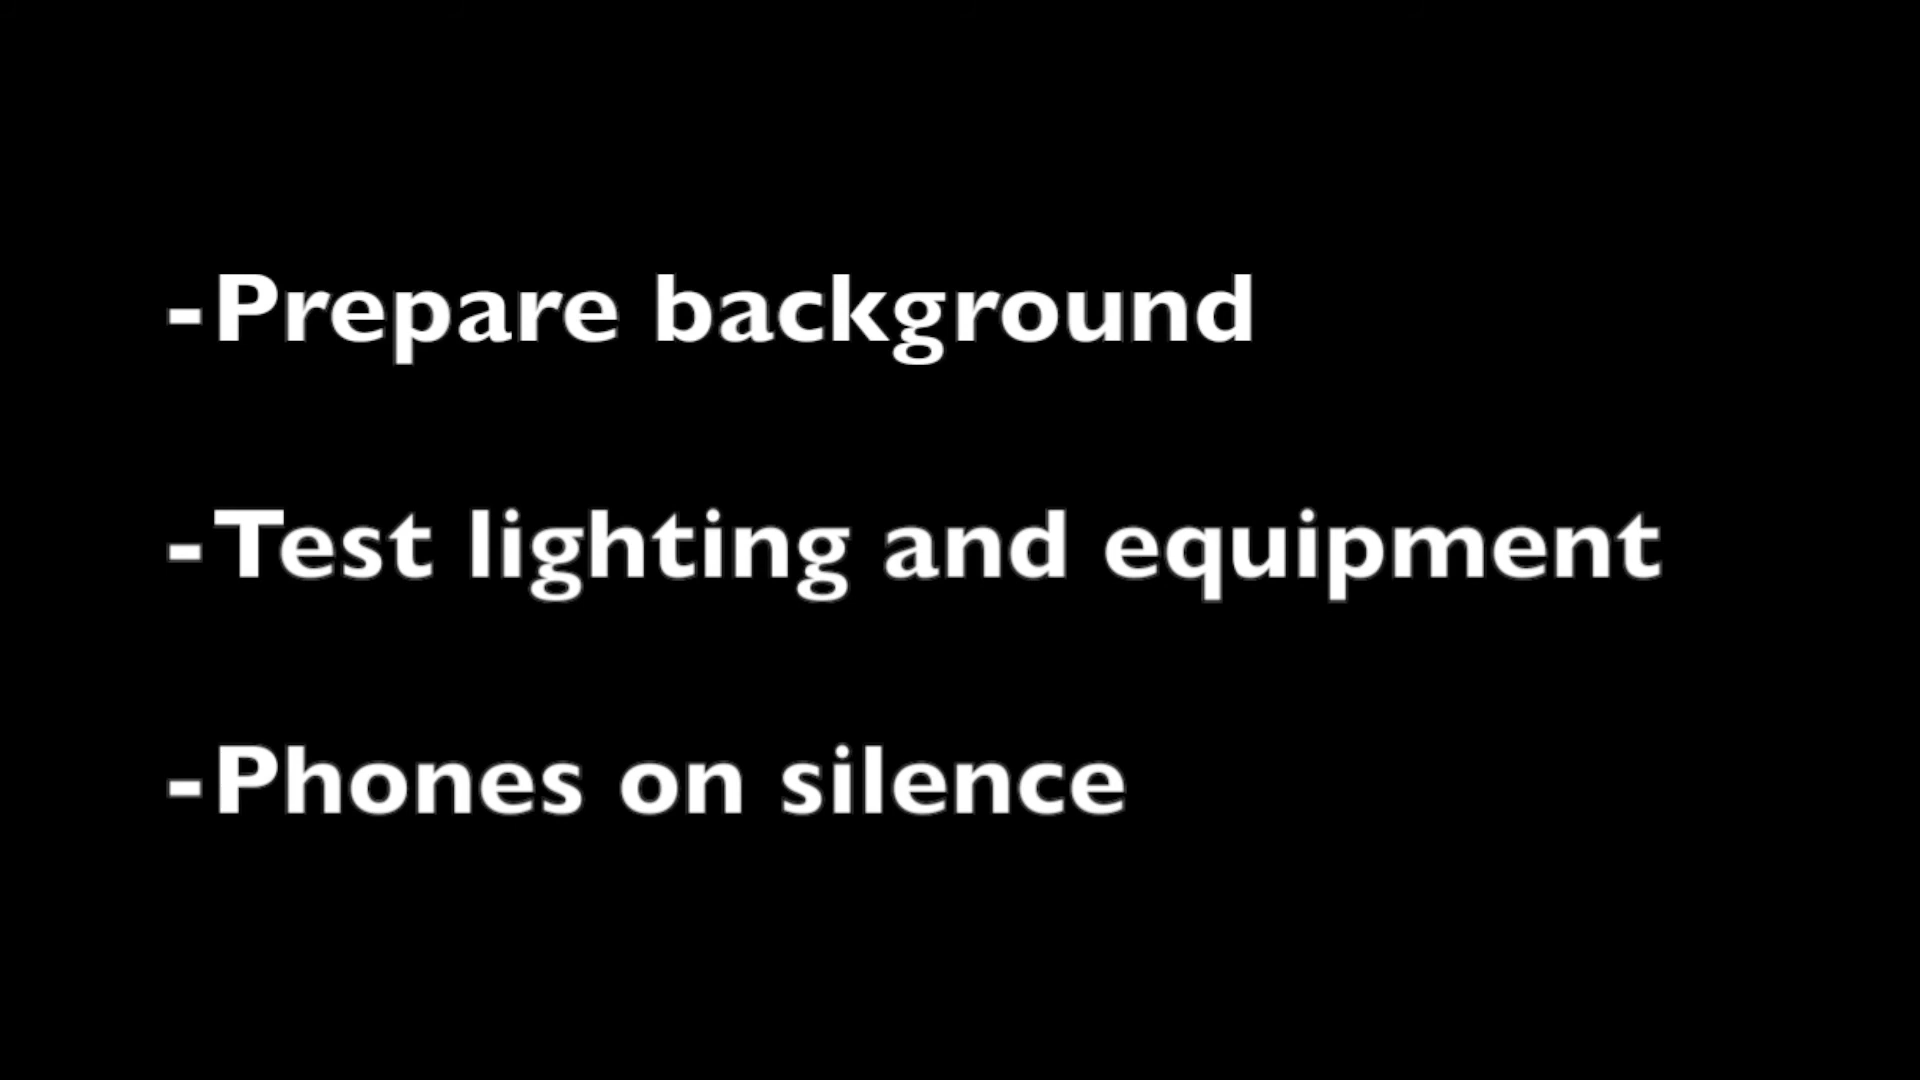 -Prepare background
-Test lighting and equipment
-Phones on silence